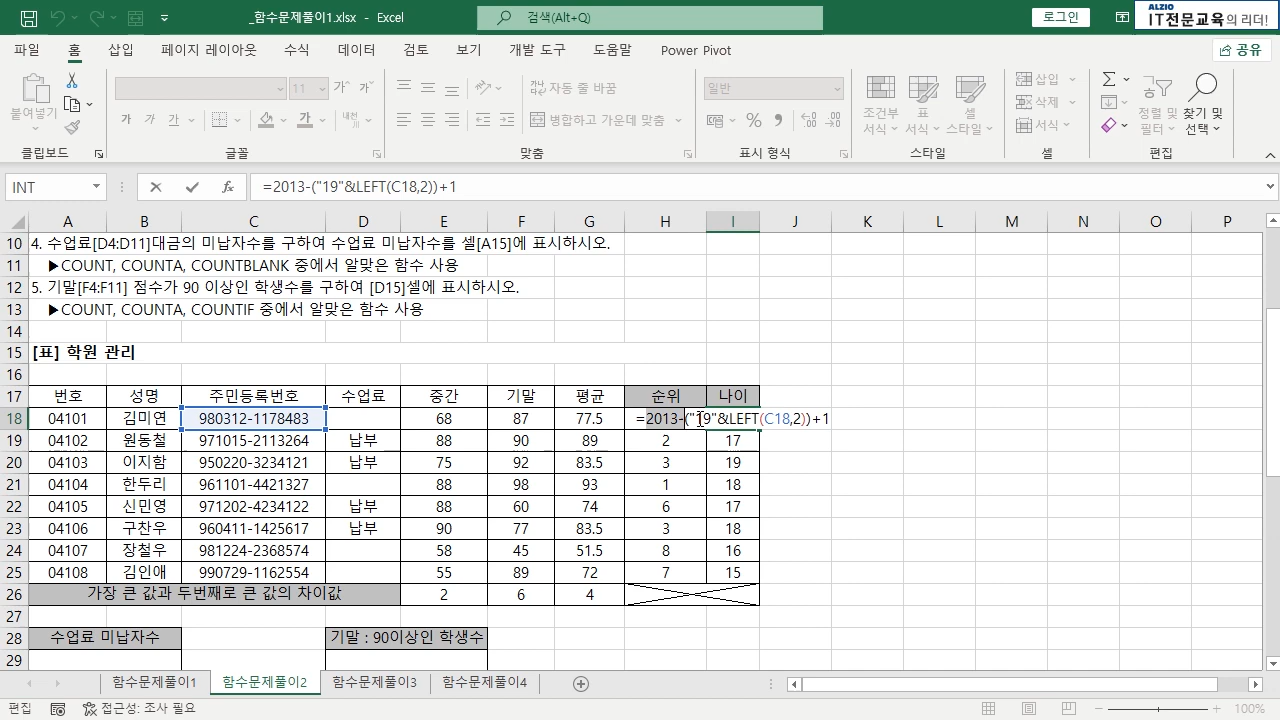 _함수문제풀이1.xlsx - Excel
검색(Alt+Q)
로그인
ALZIO
IT전문교육의 리더!
파일 홈 삽입 페이지 레이아웃 수식 데이터 검토 보기 개발 도구 도움말 Power Pivot
공유
붙여넣기
클립보드
11
가 가 가 가 가
글꼴
자동 줄 바꿈
병합하고 가운데 맞춤
맞춤
일반
표시 형식
조건부 서식 표 서식 셀 스타일
스타일
삽입
삭제
서식
셀
정렬 및 필터 찾기 및 선택
편집
INT
=2013-("19"&LEFT(C18,2))+1
A B C D E F G H I J K L M N O P
10 4. 수업료[D4:D11]대금의 미납자수를 구하여 수업료 미납자수를 셀[A15]에 표시하시오.
11 ▶COUNT, COUNTA, COUNTBLANK 중에서 알맞은 함수 사용
12 5. 기말[F4:F11] 점수가 90 이상인 학생수를 구하여 [D15]셀에 표시하시오.
13 ▶COUNT, COUNTA, COUNTIF 중에서 알맞은 함수 사용
14
15 [표] 학원 관리
16
17 번호 성명 주민등록번호 수업료 중간 기말 평균 순위 나이
18 04101 김미연 980312-1178483 68 87 77.5 =2013-("19"&LEFT(C18,2))+1
19 04102 원동철 971015-2113264 납부 88 90 89 2 17
20 04103 이지함 950220-3234121 납부 75 92 83.5 3 19
21 04104 한두리 961101-4421327 88 98 93 1 18
22 04105 신민영 971202-4234122 납부 88 60 74 6 17
23 04106 구찬우 960411-1425617 납부 90 77 83.5 3 18
24 04107 장철우 981224-2368574 58 45 51.5 8 16
25 04108 김인애 990729-1162554 55 89 72 7 15
26 가장 큰 값과 두번째로 큰 값의 차이값 2 6 4
27
28 수업료 미납자수 기말 : 90이상인 학생수
29
함수문제풀이1 함수문제풀이2 함수문제풀이3 함수문제풀이4
편집 접근성: 조사 필요 100%